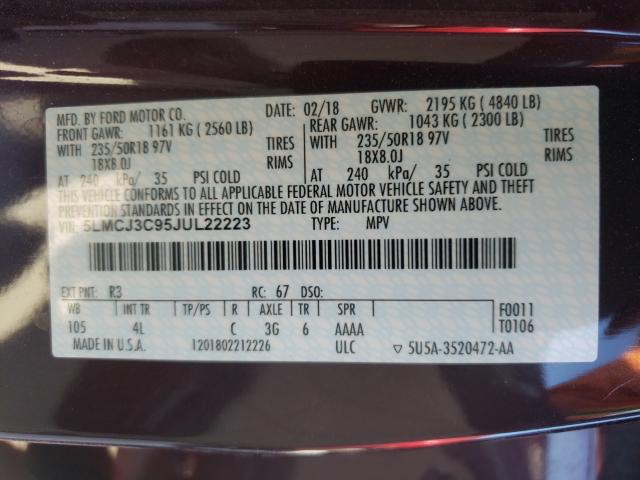 MFD. BY FORD MOTOR CO.
DATE: 02/18 GVWR: 2195 KG ( 4840 LB)
FRONT GAWR: 1161 KG ( 2560 LB) REAR GAWR: 1043 KG ( 2300 LB)
WITH 235/50R18 97V TIRES WITH 235/50R18 97V TIRES
18X8.0J RIMS 18X8.0J RIMS
AT 240 kPa/ 35 PSI COLD AT 240 kPa/ 35 PSI COLD
THIS VEHICLE CONFORMS TO ALL APPLICABLE FEDERAL MOTOR VEHICLE SAFETY AND THEFT
PREVENTION STANDARDS IN EFFECT ON THE DATE OF MANUFACTURE SHOWN ABOVE.
VIN: 5LMCJ3C95JUL22223 TYPE: MPV
EXT PNT: R3 RC: 67 DSO:
WB INT TR TP/PS R AXLE TR SPR F0011
105 4L C 3G 6 AAAA T0106
MADE IN U.S.A. 1201802212226 ULC ▽ 5U5A-3520472-AA